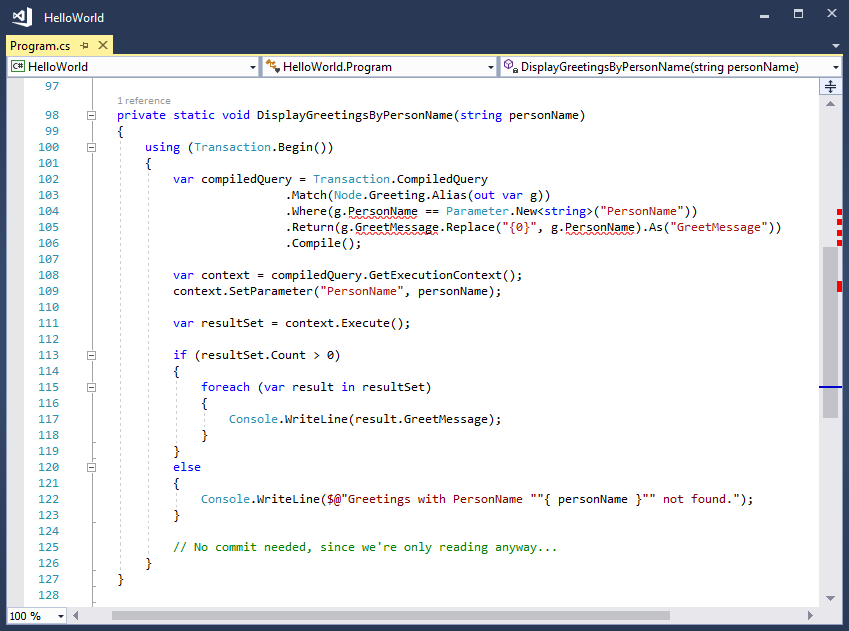 HelloWorld
Program.cs
C# HelloWorld HelloWorld.Program DisplayGreetingsByPersonName(string personName)
97
1 reference
98 private static void DisplayGreetingsByPersonName(string personName)
99 {
100 using (Transaction.Begin())
101 {
102 var compiledQuery = Transaction.CompiledQuery
103 .Match(Node.Greeting.Alias(out var g))
104 .Where(g.PersonName == Parameter.New<string>("PersonName"))
105 .Return(g.GreetMessage.Replace("{0}", g.PersonName).As("GreetMessage"))
106 .Compile();
107
108 var context = compiledQuery.GetExecutionContext();
109 context.SetParameter("PersonName", personName);
110
111 var resultSet = context.Execute();
112
113 if (resultSet.Count > 0)
114 {
115 foreach (var result in resultSet)
116 {
117 Console.WriteLine(result.GreetMessage);
118 }
119 }
120 else
121 {
122 Console.WriteLine($@"Greetings with PersonName ""{ personName }"" not found.");
123 }
124
125 // No commit needed, since we're only reading anyway...
126 }
127 }
128
100 %